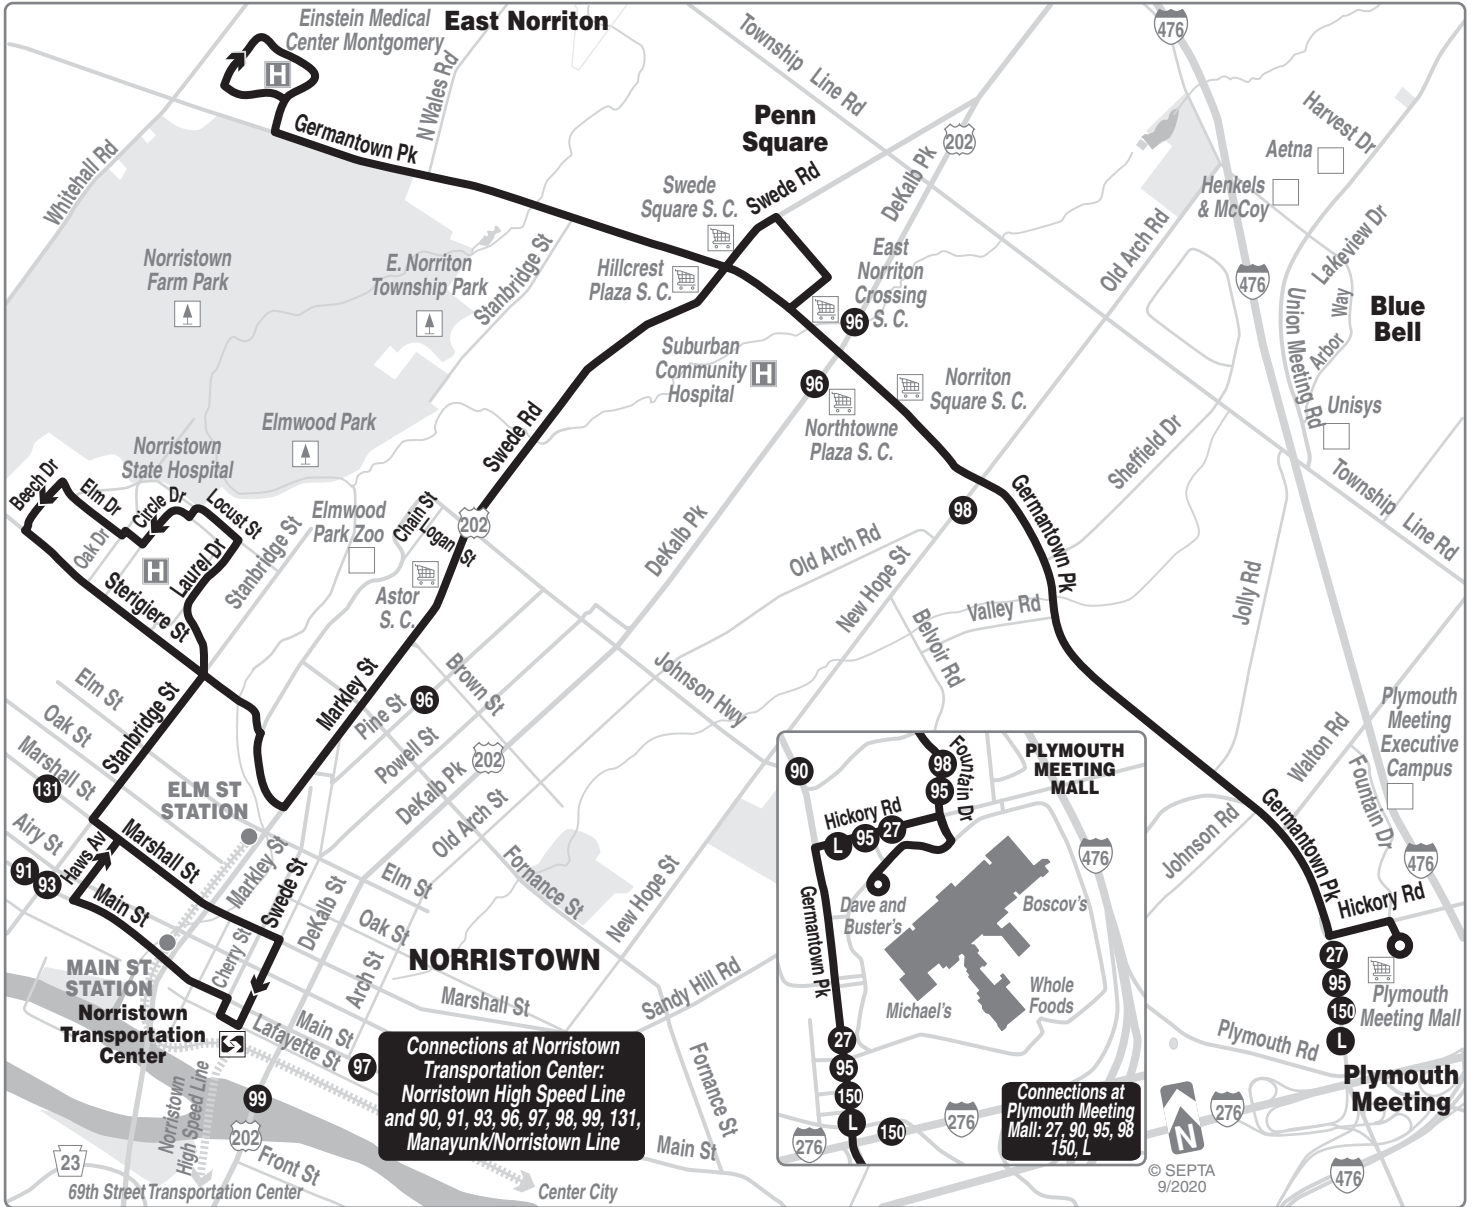 Einstein Medical
Center Montgomery
East Norriton
N Wales Rd
Germantown Pk
Whitehall Rd
Township Line Rd
476
Penn
Square
202
DeKalb Pk
Swede Rd
Swede
Square S. C.
Harvest Dr
Aetna
Henkels
& McCoy
Old Arch Rd
Lakeview Dr
Norristown
Farm Park
E. Norriton
Township Park
Stanbridge St
Hillcrest
Plaza S. C.
East
Norriton
Crossing
S. C.
96
476
Union Meeting Rd
Arbor Way
Blue
Bell
Suburban
Community
Hospital
H
96
Norriton
Square S. C.
Northtowne
Plaza S. C.
Unisys
Elmwood Park
Swede Rd
Sheffield Dr
Norristown
State Hospital
Beech Dr
Elm Dr
Circle Dr
Locust St
Oak Dr
H
Laurel Dr
Sterigiere St
Stanbridge St
Elmwood
Park Zoo
Chain St
Logan St
202
Astor
S. C.
DeKalb Pk
98
Germantown Pk
Township Line Rd
Old Arch Rd
New Hope St
Valley Rd
Belvoir Rd
Jolly Rd
Johnson Hwy
Elm St
Oak St
Marshall St
Stanbridge St
Markley St
Pine St
96
Brown St
Powell St
202
DeKalb Pk
Old Arch St
Walton Rd
Plymouth
Meeting
Executive
Campus
Fountain Dr
131
Airy St
ELM ST
STATION
Germantown Pk
Johnson Rd
476
91
93
Haws Av
Marshall St
Markley St
Main St
Swede St
DeKalb St
Elm St
Fornance St
New Hope St
Oak St
Hickory Rd
Cherry St
Arch St
NORRISTOWN
MAIN ST
STATION
Norristown
Transportation
Center
Marshall St
Sandy Hill Rd
Main St
Lafayette St
97
Fornance St
27
95
150
L
Plymouth
Meeting Mall
Plymouth Rd
Plymouth
Meeting
Connections at Norristown
Transportation Center:
Norristown High Speed Line
and 90, 91, 93, 96, 97, 98, 99, 131,
Manayunk/Norristown Line
99
202
Norristown
High Speed Line
23
Front St
Main St
69th Street Transportation Center
Center City
PLYMOUTH
MEETING
MALL
90
98
95
Fountain Dr
Hickory Rd
L
95
27
476
Germantown Pk
Dave and
Buster's
Boscov's
Michael's
Whole
Foods
27
95
150
L
150
276
276
Connections at
Plymouth Meeting
Mall: 27, 90, 95, 98
150, L
N
276
476
© SEPTA
9/2020
H